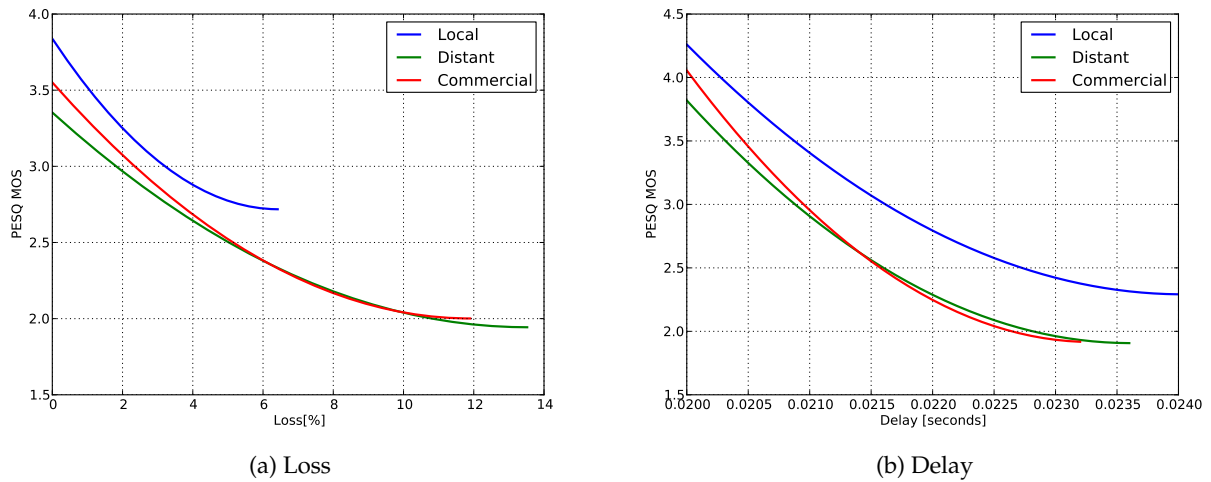 4.0
3.5
3.0
2.5
2.0
1.5
PESQ MOS
0 2 4 6 8 10 12 14
Loss[%]
Local
Distant
Commercial
(a) Loss
4.5
4.0
3.5
3.0
2.5
2.0
1.5
PESQ MOS
0.0200 0.0205 0.0210 0.0215 0.0220 0.0225 0.0230 0.0235 0.0240
Delay [seconds]
Local
Distant
Commercial
(b) Delay